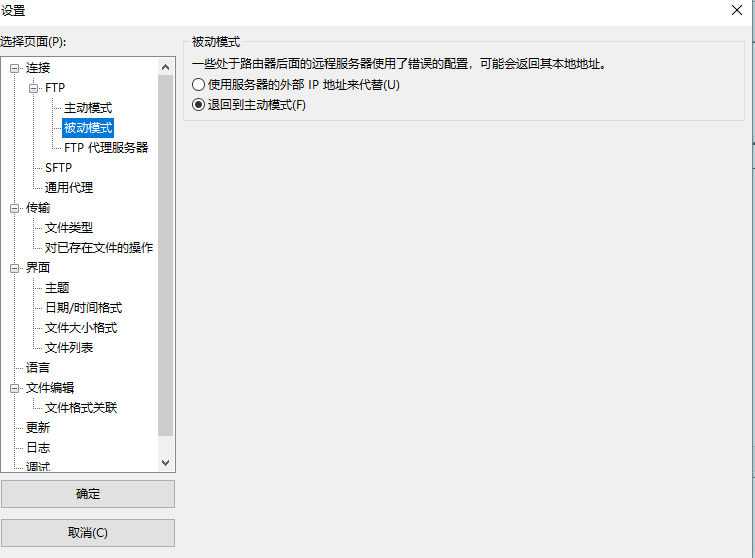 设置
选择页面(P):
连接
FTP
主动模式
被动模式
FTP 代理服务器
SFTP
通用代理
传输
文件类型
对已存在文件的操作
界面
主题
日期/时间格式
文件大小格式
文件列表
语言
文件编辑
文件格式关联
更新
日志
调试
确定
取消(C)
被动模式
一些处于路由器后面的远程服务器使用了错误的配置，可能会返回其本地地址。
使用服务器的外部 IP 地址来代替(U)
退回到主动模式(F)